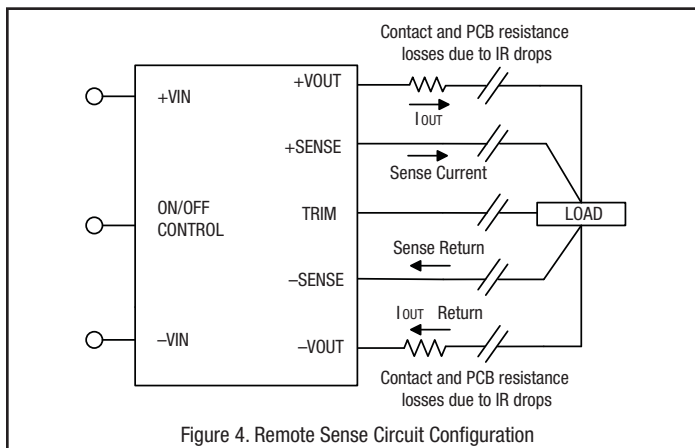 Contact and PCB resistance
losses due to IR drops
+VOUT
+VIN
IOUT
+SENSE
Sense Current
ON/OFF
CONTROL
TRIM
LOAD
Sense Return
–SENSE
IOUT Return
–VIN
–VOUT
Contact and PCB resistance
losses due to IR drops
Figure 4. Remote Sense Circuit Configuration